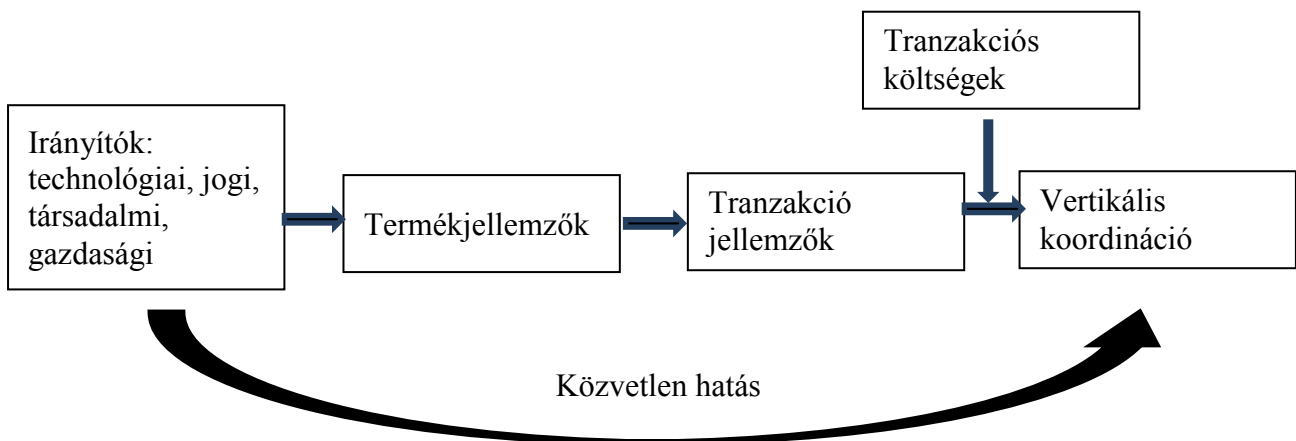 Tranzakciós
költségek
Irányítók:
technológiai, jogi,
társadalmi,
gazdasági
Termékjellemzők
Tranzakció
jellemzők
Vertikális
koordináció
Közvetlen hatás